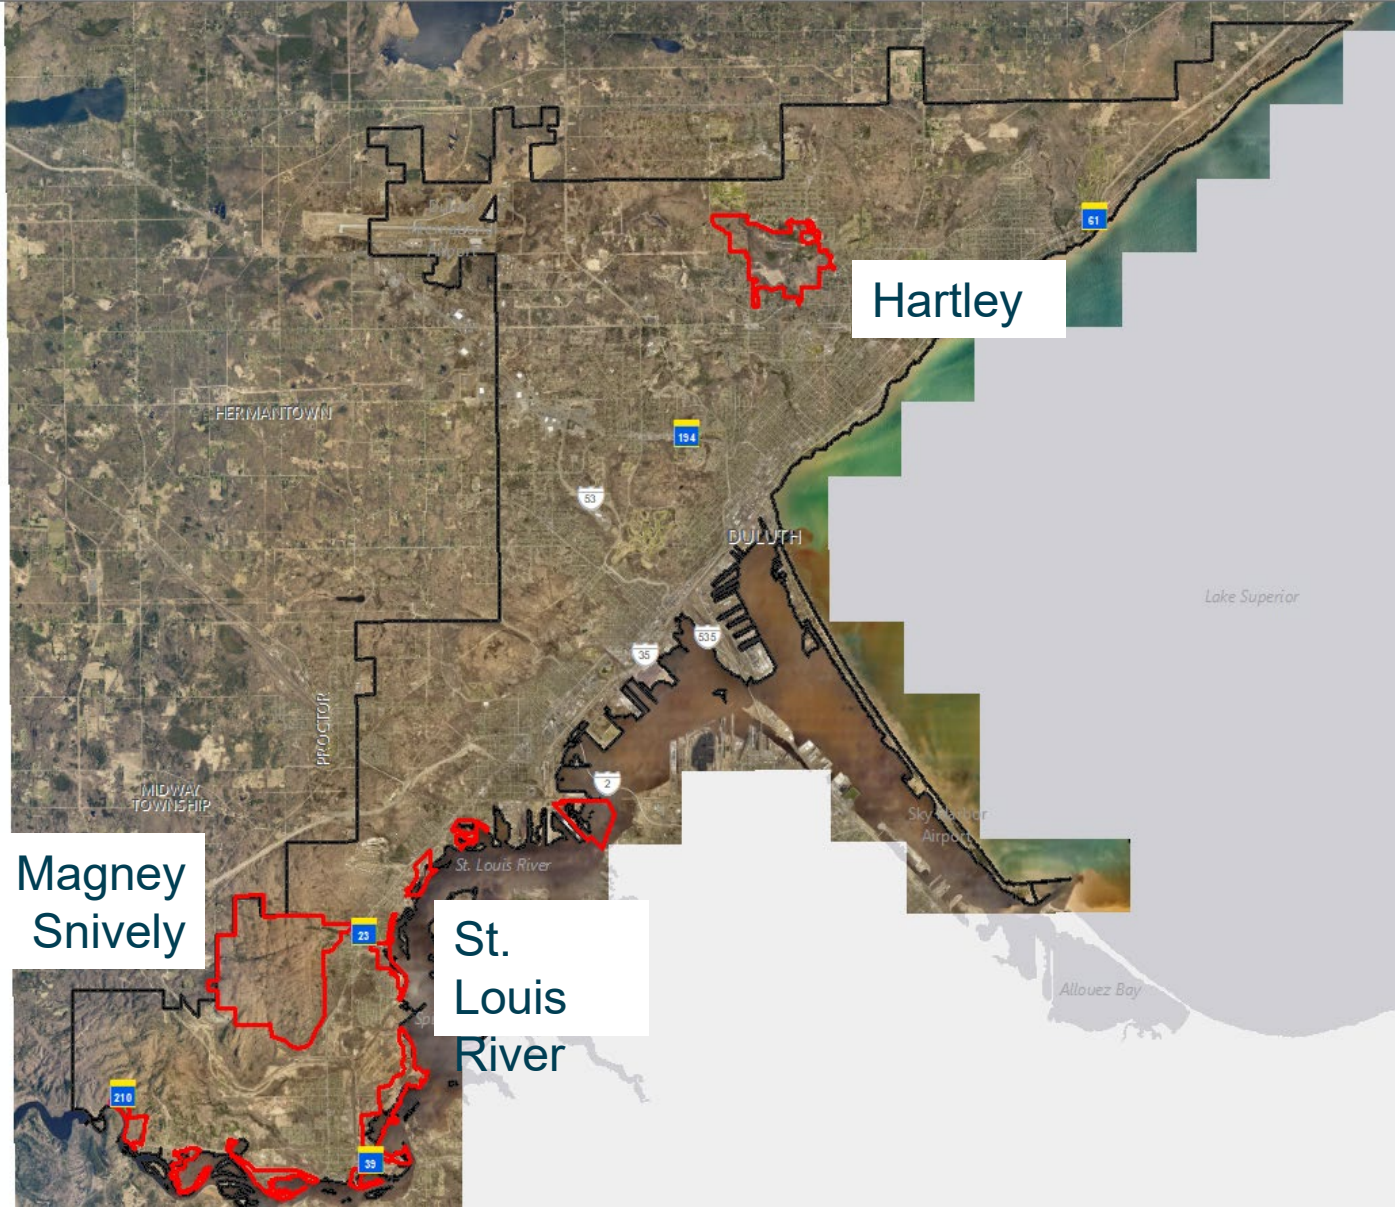 61
Hartley
HERMANTOWN
194
53
DULUTH
Lake Superior
535
35
PROCTOR
2
MIDWAY
TOWNSHIP
Sky Harbor
Airport
Magney
Snively
St. Louis River
23
St.
Louis
River
Allouez Bay
210
39